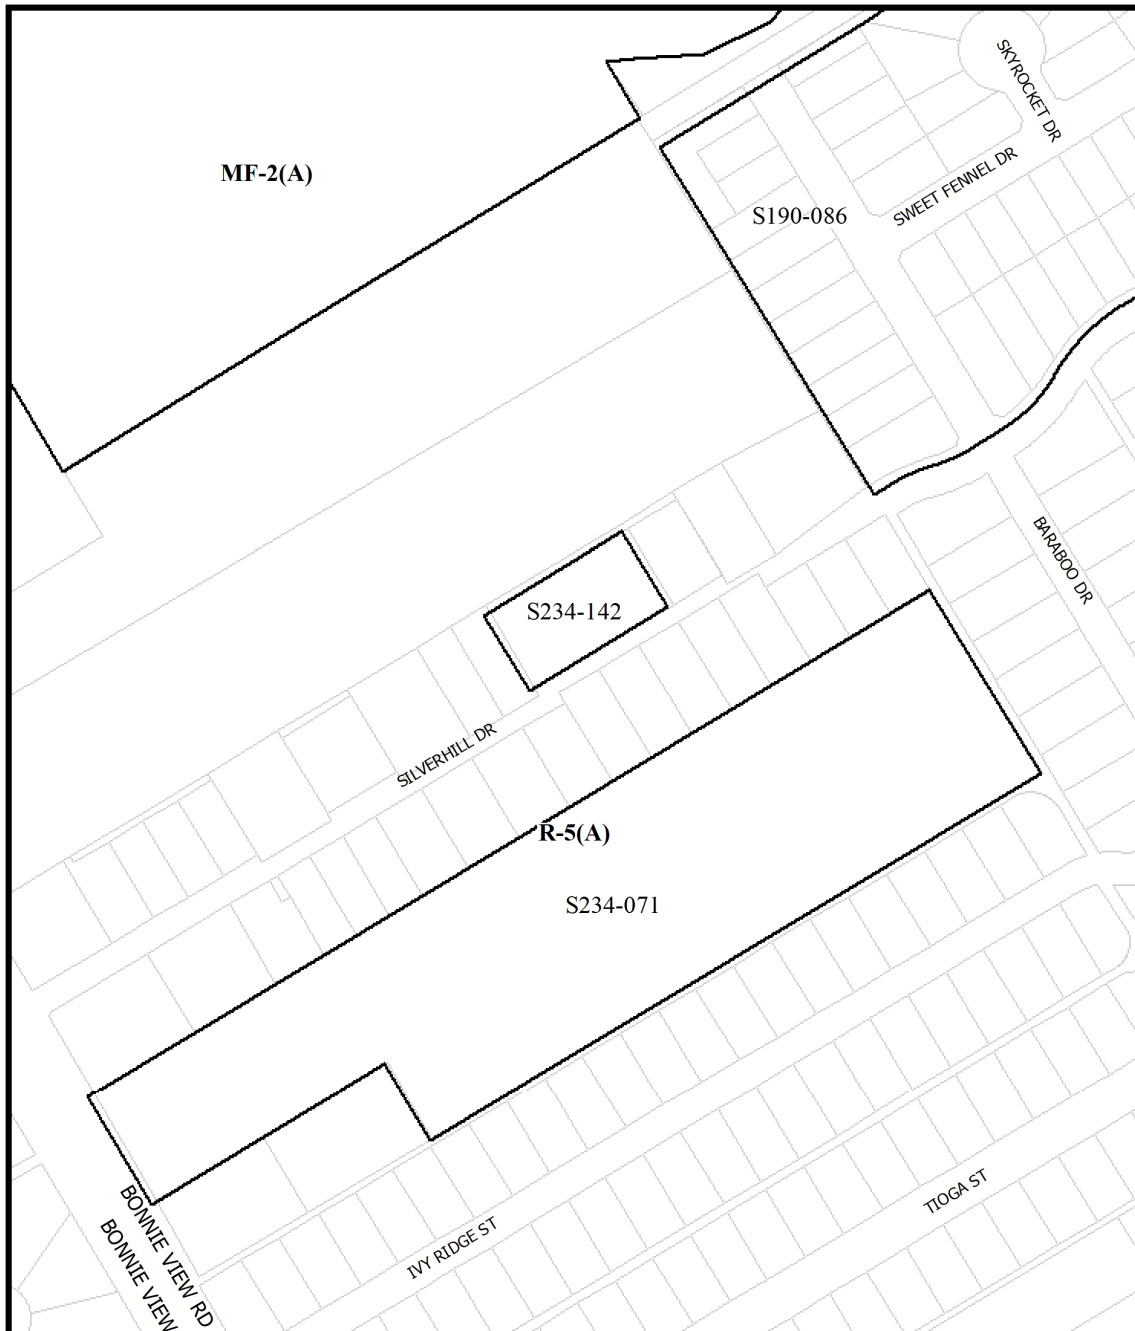 SKYROCKET DR
MF-2(A)
SWEET FENNEL DR
S190-086
BARABOO DR
S234-142
SILVERHILL DR
R-5(A)
S234-071
TIOGA ST
BONNIE VIEW RD
BONNIE VIEW
IVY RIDGE ST